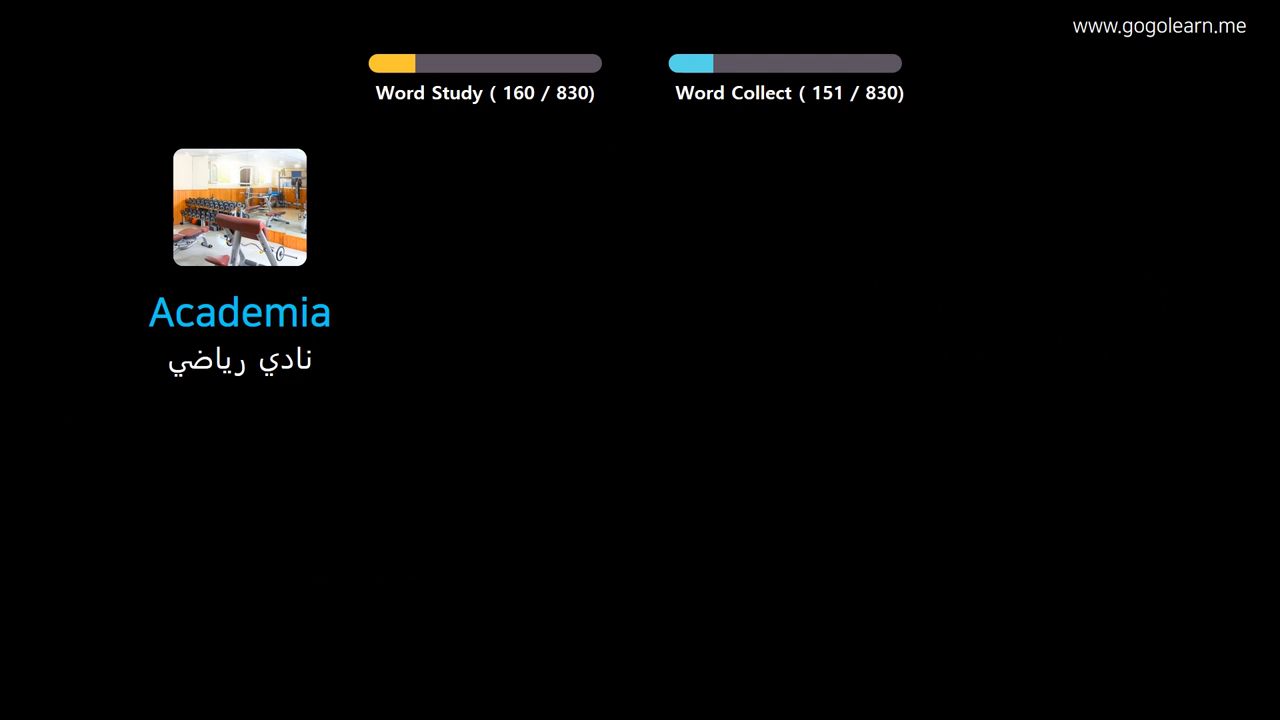 www.gogolearn.me
Word Study ( 160 / 830)
Word Collect ( 151 / 830)
Academia
نادي رياضي